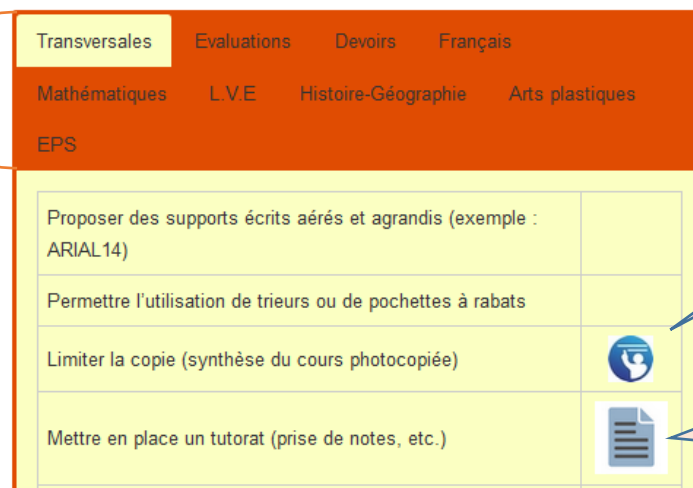 Transversales Evaluations Devoirs Français
Mathématiques L.V.E Histoire-Géographie Arts plastiques
EPS
Proposer des supports écrits aérés et agrandis (exemple :
ARIAL14)
Permettre l’utilisation de trieurs ou de pochettes à rabats
Limiter la copie (synthèse du cours photocopiée)
Mettre en place un tutorat (prise de notes, etc.)